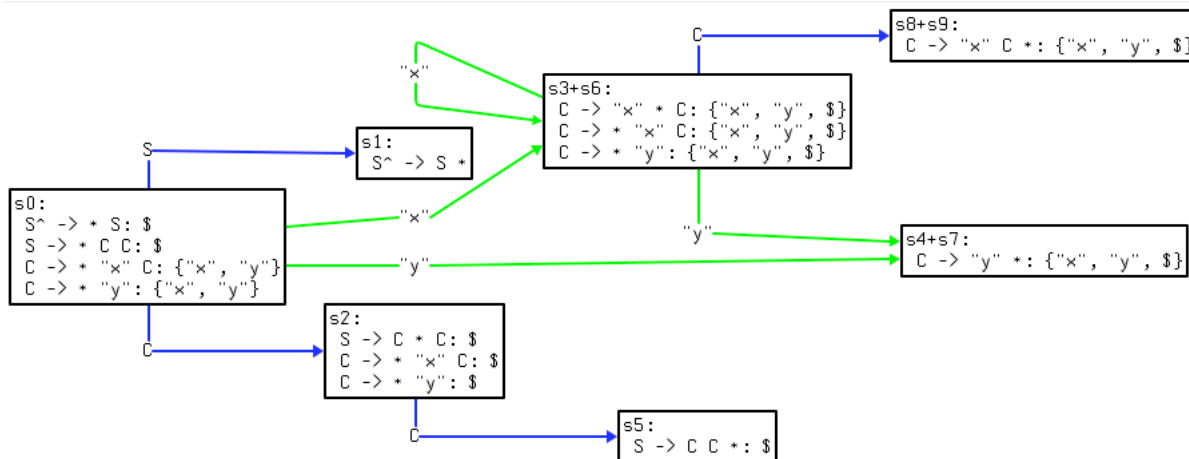 s8+s9:
C -> "x" C *: {"x", "y", $}
C
"x"
s3+s6:
C -> "x" * C: {"x", "y", $}
C -> * "x" C: {"x", "y", $}
C -> * "y": {"x", "y", $}
s1:
S^ -> S *
S
s0:
S^ -> * S: $
S -> * C C: $
C -> * "x" C: {"x", "y"}
C -> * "y": {"x", "y"}
"x"
"y"
"y"
s4+s7:
C -> "y" *: {"x", "y", $}
C
s2:
S -> C * C: $
C -> * "x" C: $
C -> * "y": $
C
s5:
S -> C C *: $